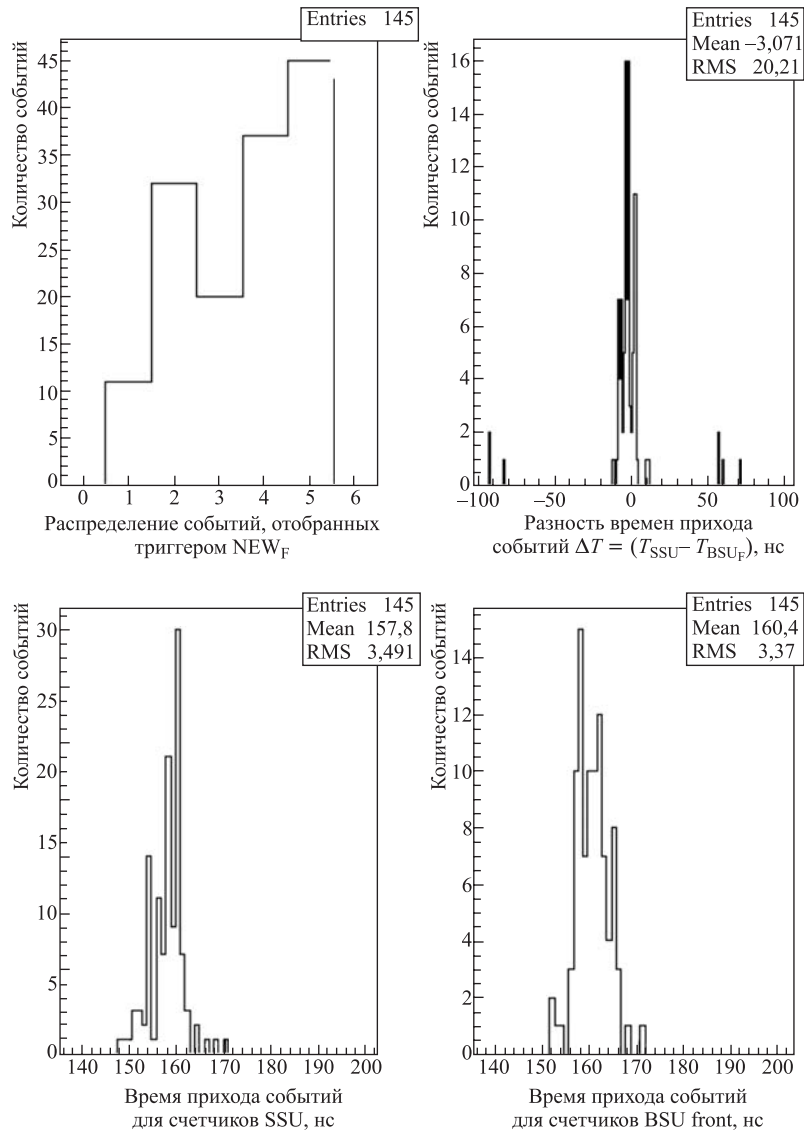 Entries 145
Количество событий
45
40
35
30
25
20
15
10
5
0
0 1 2 3 4 5 6
Распределение событий, отобранных
триггером NEW_F
Entries 145
Mean –3,071
RMS 20,21
Количество событий
16
14
12
10
8
6
4
2
0
–100 –50 0 50 100
Разность времен прихода
событий ΔT = (T_SSU– T_BSU_F), нс
Entries 145
Mean 157,8
RMS 3,491
Количество событий
30
25
20
15
10
5
0
140 150 160 170 180 190 200
Время прихода событий
для счетчиков SSU, нс
Entries 145
Mean 160,4
RMS 3,37
Количество событий
14
12
10
8
6
4
2
0
140 150 160 170 180 190 200
Время прихода событий
для счетчиков BSU front, нс